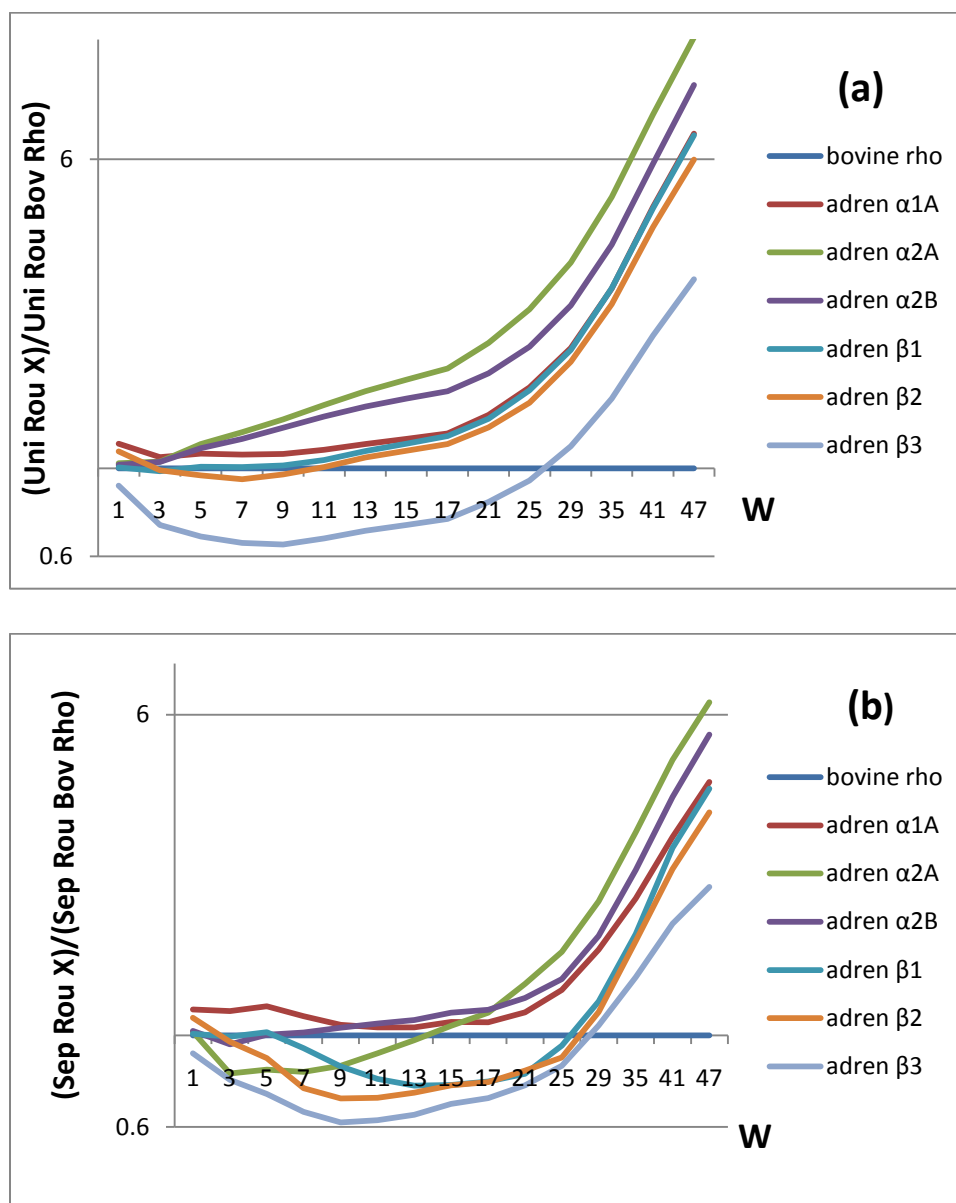 (a)
(Uni Rou X)/Uni Rou Bov Rho)
6
0.6
1 3 5 7 9 11 13 15 17 21 25 29 35 41 47
W
bovine rho
adren α1A
adren α2A
adren α2B
adren β1
adren β2
adren β3
(b)
(Sep Rou X)/(Sep Rou Bov Rho)
6
0.6
1 3 5 7 9 11 13 15 17 21 25 29 35 41 47
W
bovine rho
adren α1A
adren α2A
adren α2B
adren β1
adren β2
adren β3